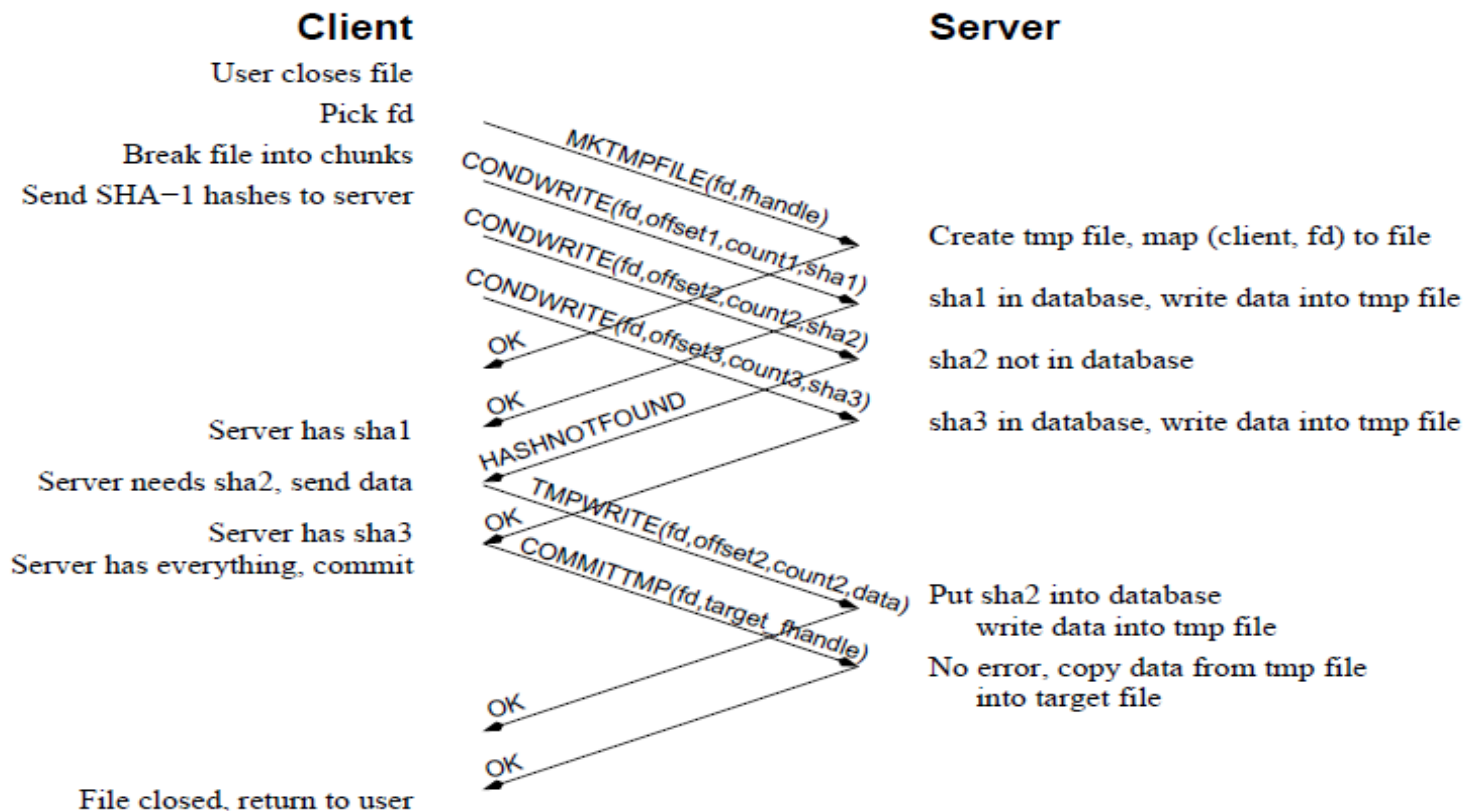 Client
Server
User closes file
Pick fd
Break file into chunks
Send SHA−1 hashes to server
MKTMPFILE(fd,fhandle)
CONDWRITE(fd,offset1,count1,sha1)
CONDWRITE(fd,offset2,count2,sha2)
CONDWRITE(fd,offset3,count3,sha3)
Create tmp file, map (client, fd) to file
sha1 in database, write data into tmp file
sha2 not in database
sha3 in database, write data into tmp file
OK
OK
HASHNOTFOUND
OK
Server has sha1
Server needs sha2, send data
Server has sha3
Server has everything, commit
TMPWRITE(fd,offset2,count2,data)
COMMITTMP(fd,target_fhandle)
Put sha2 into database
write data into tmp file
No error, copy data from tmp file
into target file
OK
OK
File closed, return to user